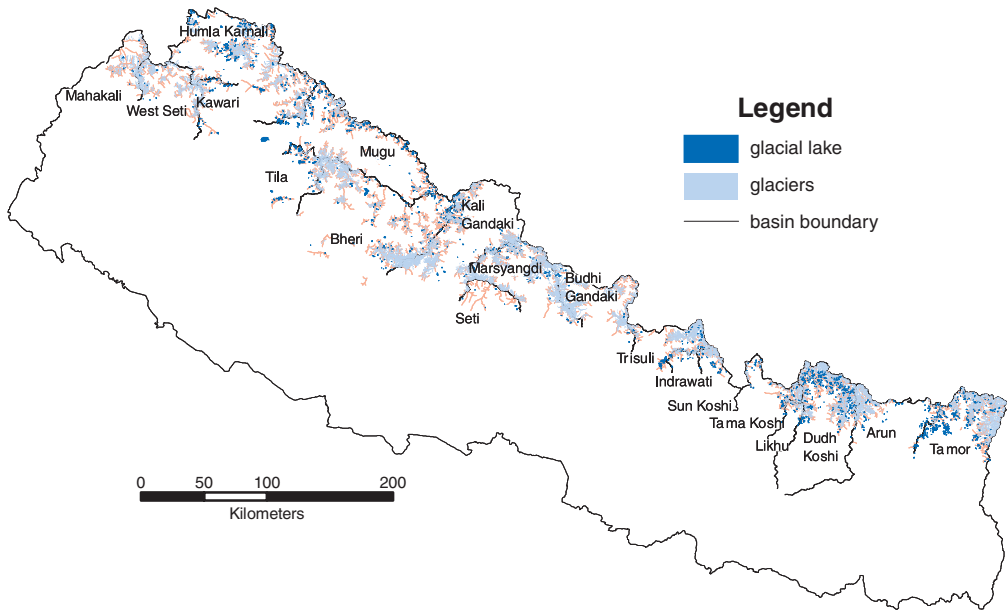 Humla Karnali
Mahakali
West Seti
Kawari
Mugu
Tila
Kali
Gandaki
Bheri
Marsyangdi
Budhi
Gandaki
Seti
Trisuli
Indrawati
Sun Koshi
Tama Koshi
Likhu
Dudh
Koshi
Arun
Tamor
Legend
glacial lake
glaciers
basin boundary
0 50 100 200
Kilometers